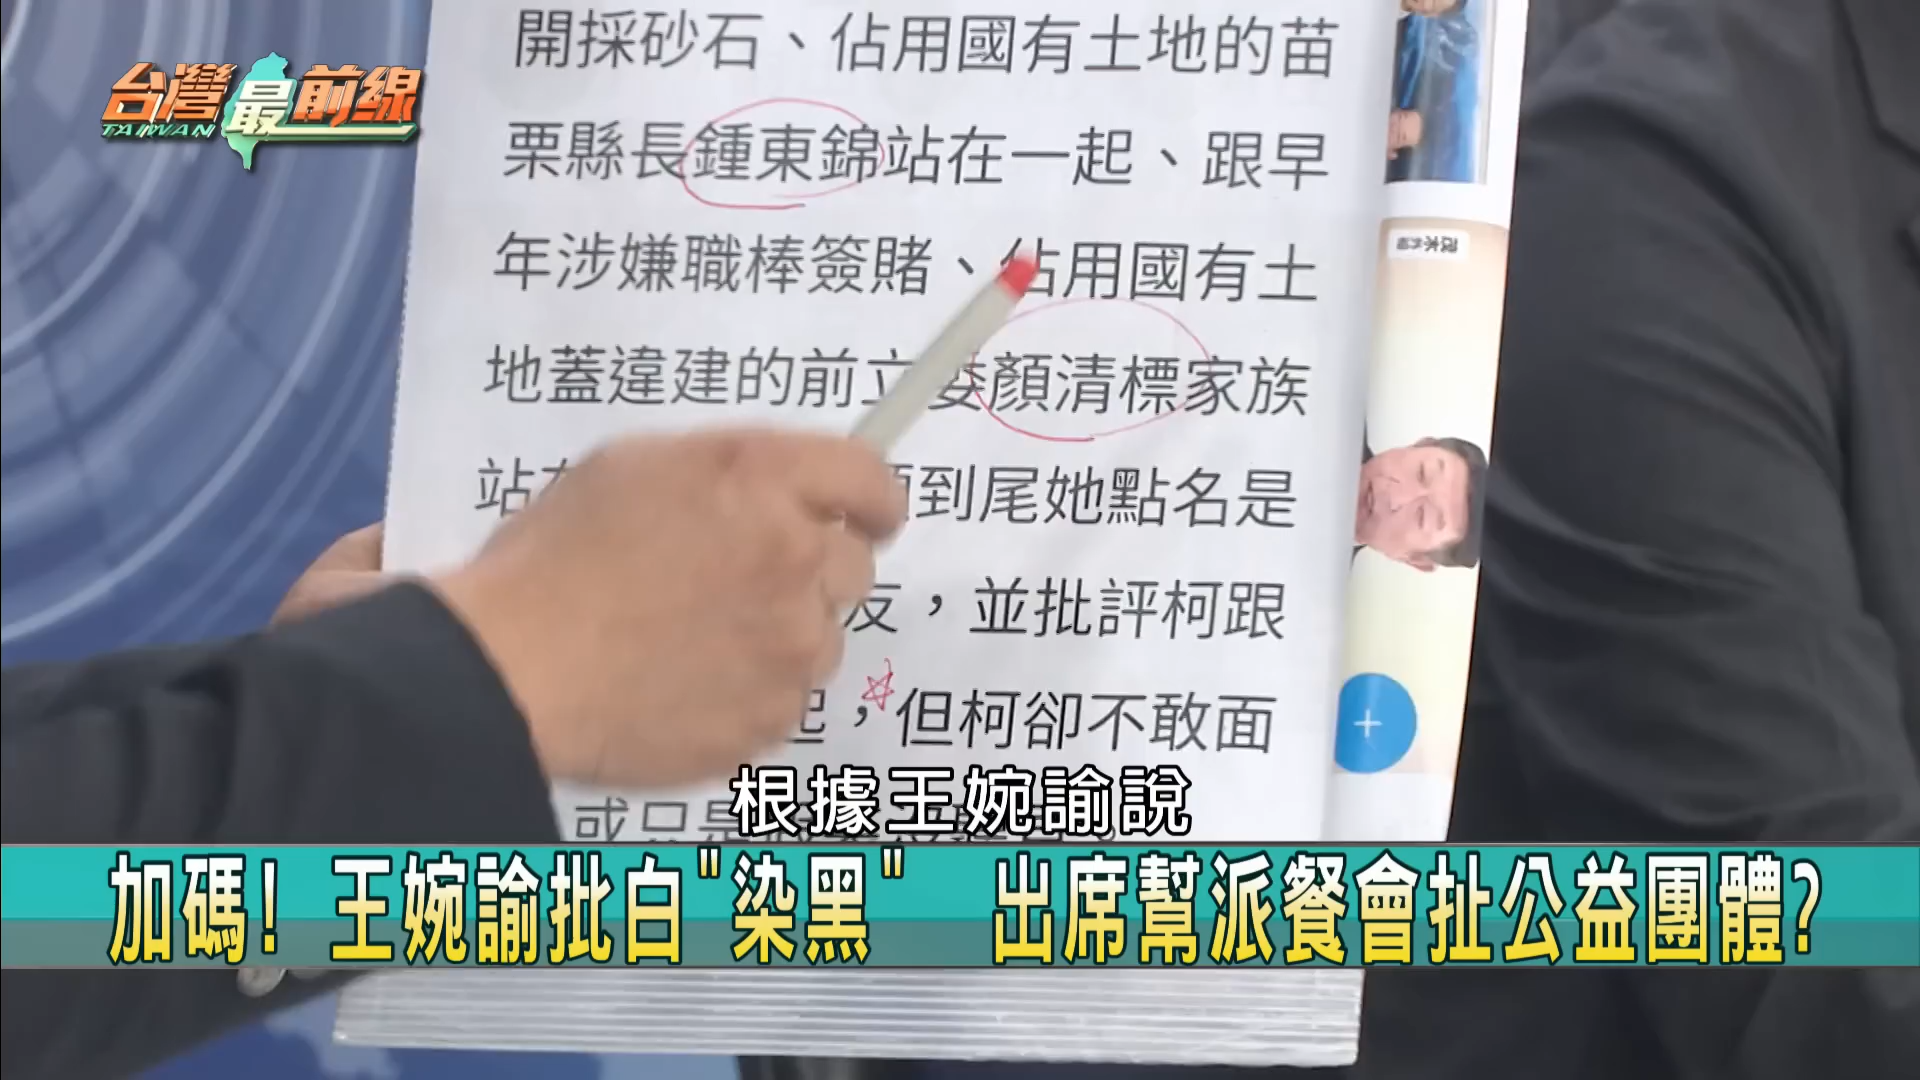 台灣最前線
TAIWAN
開採砂石、佔用國有土地的苗
栗縣長鍾東錦站在一起、跟早
年涉嫌職棒簽賭、佔用國有土
地蓋違建的前立委顏清標家族
站在 到尾她點名是
友，並批評柯跟
起，但柯卻不敢面
或只是
根據王婉諭說
加碼! 王婉諭批白"染黑" 出席幫派餐會扯公益團體?